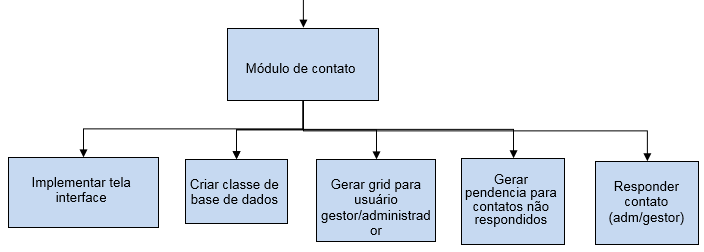 Módulo de contato
Implementar tela
interface
Criar classe de
base de dados
Gerar grid para
usuário
gestor/administrad
or
Gerar
pendencia para
contatos não
respondidos
Responder
contato
(adm/gestor)